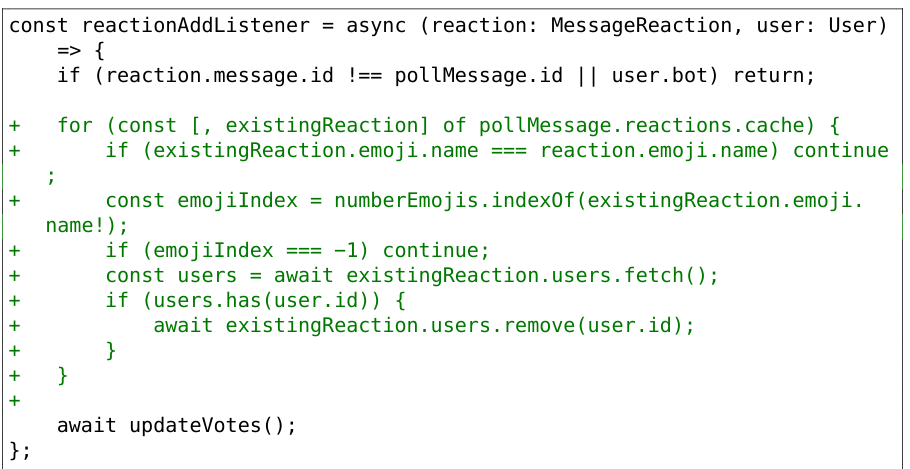 const reactionAddListener = async (reaction: MessageReaction, user: User)
    => {
    if (reaction.message.id !== pollMessage.id || user.bot) return;

+   for (const [, existingReaction] of pollMessage.reactions.cache) {
+       if (existingReaction.emoji.name === reaction.emoji.name) continue
   ;
+       const emojiIndex = numberEmojis.indexOf(existingReaction.emoji.
   name!);
+       if (emojiIndex === −1) continue;
+       const users = await existingReaction.users.fetch();
+       if (users.has(user.id)) {
+           await existingReaction.users.remove(user.id);
+       }
+   }
+
    await updateVotes();
};